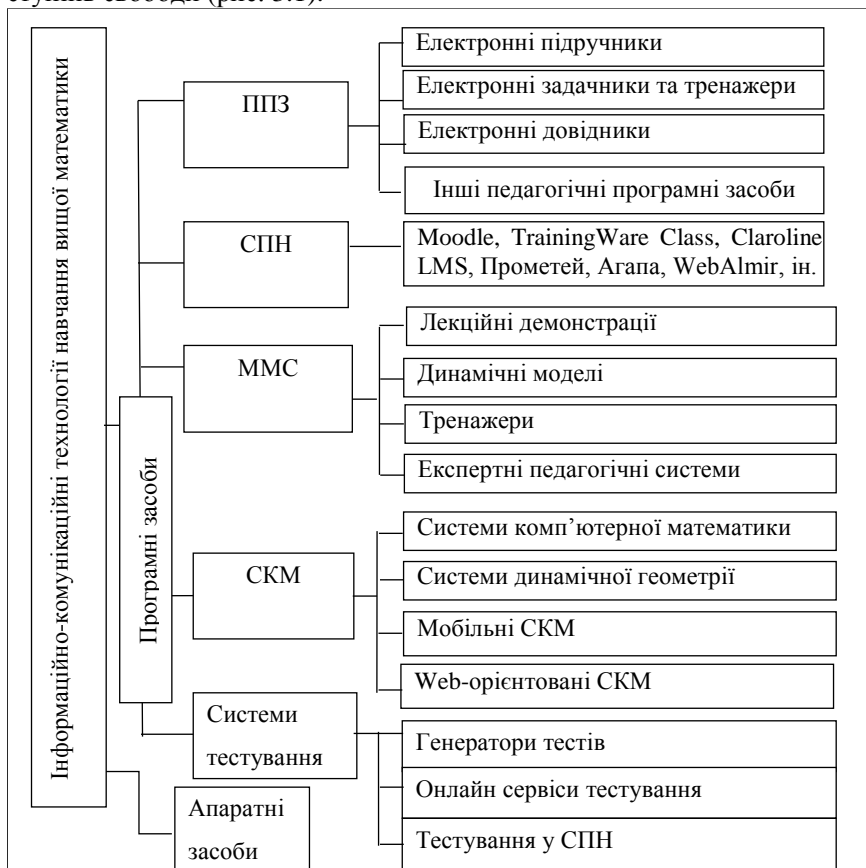 (рис. 3.1).
Інформаційно-комунікаційні технології навчання вищої математики
Програмні засоби
ППЗ
Електронні підручники
Електронні задачники та тренажери
Електронні довідники
Інші педагогічні програмні засоби
СПН
Moodle, TrainingWare Class, Claroline
LMS, Прометей, Агапа, WebAlmir, ін.
ММС
Лекційні демонстрації
Динамічні моделі
Тренажери
Експертні педагогічні системи
СКМ
Системи комп’ютерної математики
Системи динамічної геометрії
Мобільні СКМ
Web-орієнтовані СКМ
Системи
тестування
Генератори тестів
Онлайн сервіси тестування
Тестування у СПН
Апаратні
засоби